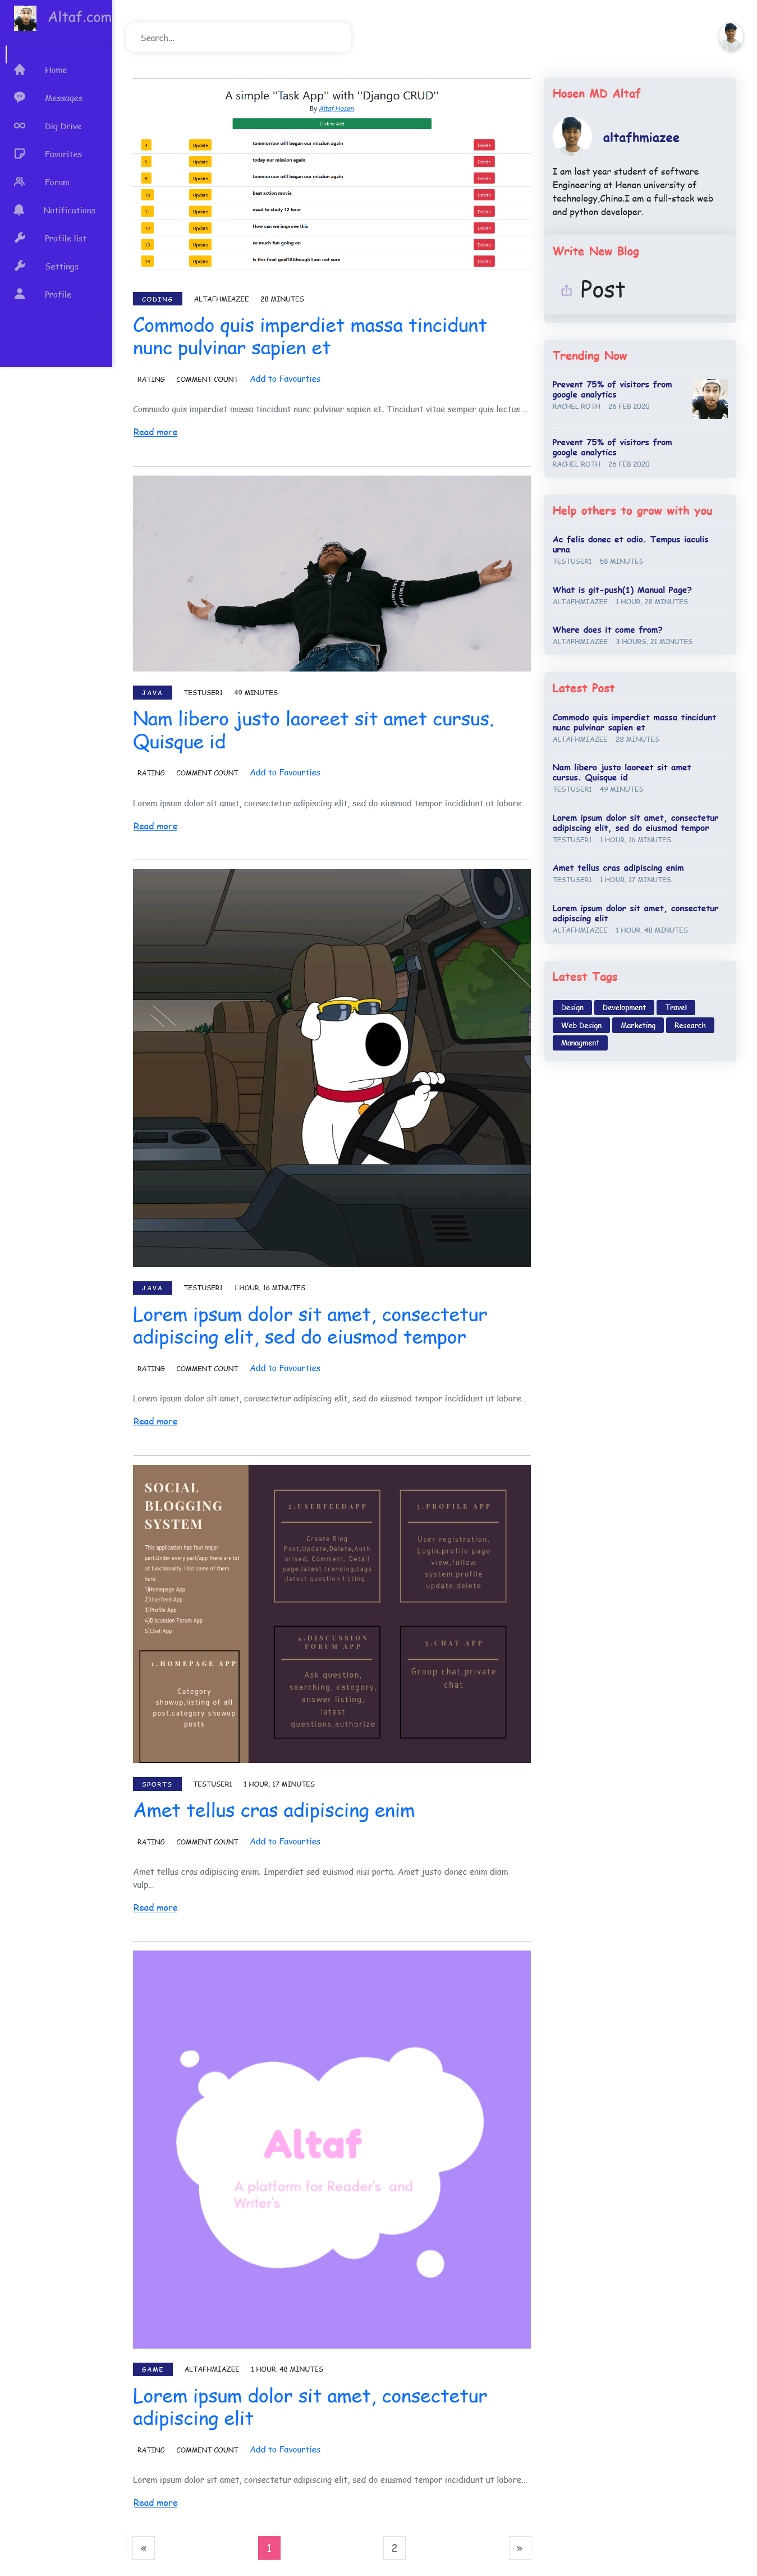 Altaf.com
Home
Messages
Dig Drive
Favorites
Forum
Notifications
Profile list
Settings
Profile
Search...
A simple "Task App" with "Django CRUD"
By Altaf Hosen
Click to Add
4 Update tommorrow will began our mission again Delete
5 Update today our mission again Delete
8 Update tommorrow will began our mission again Delete
10 Update best action movie Delete
11 Update need to study 12 hour Delete
12 Update How can we improve this Delete
13 Update so much fun going on Delete
14 Update Is this final goal?Although I am not sure Delete
CODING ALTAFHMIAZEE 28 MINUTES
Commodo quis imperdiet massa tincidunt
nunc pulvinar sapien et
RATING COMMENT COUNT Add to Favourties
Commodo quis imperdiet massa tincidunt nunc pulvinar sapien et. Tincidunt vitae semper quis lectus ...
Read more
JAVA TESTUSER1 49 MINUTES
Nam libero justo laoreet sit amet cursus.
Quisque id
RATING COMMENT COUNT Add to Favourties
Lorem ipsum dolor sit amet, consectetur adipiscing elit, sed do eiusmod tempor incididunt ut labore...
Read more
JAVA TESTUSER1 1 HOUR, 16 MINUTES
Lorem ipsum dolor sit amet, consectetur
adipiscing elit, sed do eiusmod tempor
RATING COMMENT COUNT Add to Favourties
Lorem ipsum dolor sit amet, consectetur adipiscing elit, sed do eiusmod tempor incididunt ut labore...
Read more
SOCIAL
BLOGGING
SYSTEM
This application has four major
part.Under every part/app there are lot
of functionality. I list some of them
here.
1)Homepage App
2)Userfeed App
3)Profile App
4)Discussion Forum App
5)Chat App
1.HOMEPAGE APP
Category
showup,listing of all
post,category showup
posts
2.USERFEEDAPP
Create Blog
Post,Update,Delete,Auth
orised, Comment, Detail
page,latest,trending,tags
,latest question listing.
3.PROFILE APP
User registration,
Login,profile page
view,follow
system,profile
update,delete
4.DISCUSSION
FORUM APP
Ask question,
searching, category,
answer listing,
latest
questions,authorize
5.CHAT APP
Group chat,private
chat
SPORTS TESTUSER1 1 HOUR, 17 MINUTES
Amet tellus cras adipiscing enim
RATING COMMENT COUNT Add to Favourties
Amet tellus cras adipiscing enim. Imperdiet sed euismod nisi porta. Amet justo donec enim diam
vulp...
Read more
Altaf
A platform for Reader's and
Writer's
GAME ALTAFHMIAZEE 1 HOUR, 48 MINUTES
Lorem ipsum dolor sit amet, consectetur
adipiscing elit
RATING COMMENT COUNT Add to Favourties
Lorem ipsum dolor sit amet, consectetur adipiscing elit, sed do eiusmod tempor incididunt ut labore...
Read more
« 1 2 »
Hosen MD Altaf
altafhmiazee
I am last year student of software
Engineering at Henan university of
technology,China.I am a full-stack web
and python developer.
Write New Blog
Post
Trending Now
Prevent 75% of visitors from
google analytics
RACHEL ROTH 26 FEB 2020
Prevent 75% of visitors from
google analytics
RACHEL ROTH 26 FEB 2020
Help others to grow with you
Ac felis donec et odio. Tempus iaculis
urna
TESTUSER1 58 MINUTES
What is git-push(1) Manual Page?
ALTAFHMIAZEE 1 HOUR, 28 MINUTES
Where does it come from?
ALTAFHMIAZEE 3 HOURS, 21 MINUTES
Latest Post
Commodo quis imperdiet massa tincidunt
nunc pulvinar sapien et
ALTAFHMIAZEE 28 MINUTES
Nam libero justo laoreet sit amet
cursus. Quisque id
TESTUSER1 49 MINUTES
Lorem ipsum dolor sit amet, consectetur
adipiscing elit, sed do eiusmod tempor
TESTUSER1 1 HOUR, 16 MINUTES
Amet tellus cras adipiscing enim
TESTUSER1 1 HOUR, 17 MINUTES
Lorem ipsum dolor sit amet, consectetur
adipiscing elit
ALTAFHMIAZEE 1 HOUR, 48 MINUTES
Latest Tags
Design Development Travel
Web Design Marketing Research
Managment